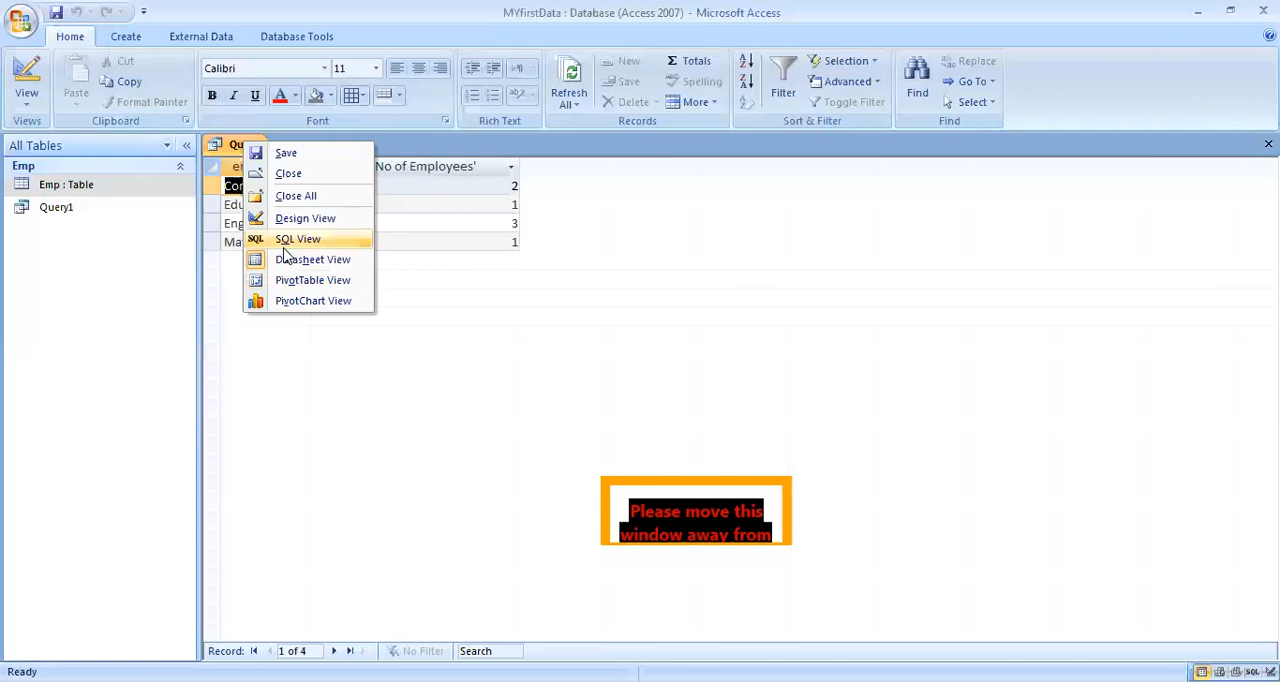 MYfirstData : Database (Access 2007) - Microsoft Access
Home Create External Data Database Tools
View
Views
Paste
Cut
Copy
Format Painter
Clipboard
Calibri 11
B I U A
Font
Rich Text
Refresh
All
New
Save
Delete
Totals
Spelling
More
Records
Filter
Selection
Advanced
Toggle Filter
Sort & Filter
Find
Replace
Go To
Select
Find
All Tables
Emp
Emp : Table
Query1
No of Employees'
2
1
3
1
Save
Close
Close All
Design View
SQL SQL View
Datasheet View
PivotTable View
PivotChart View
Please move this
window away from
Record: 1 of 4 No Filter Search
Ready
SQL